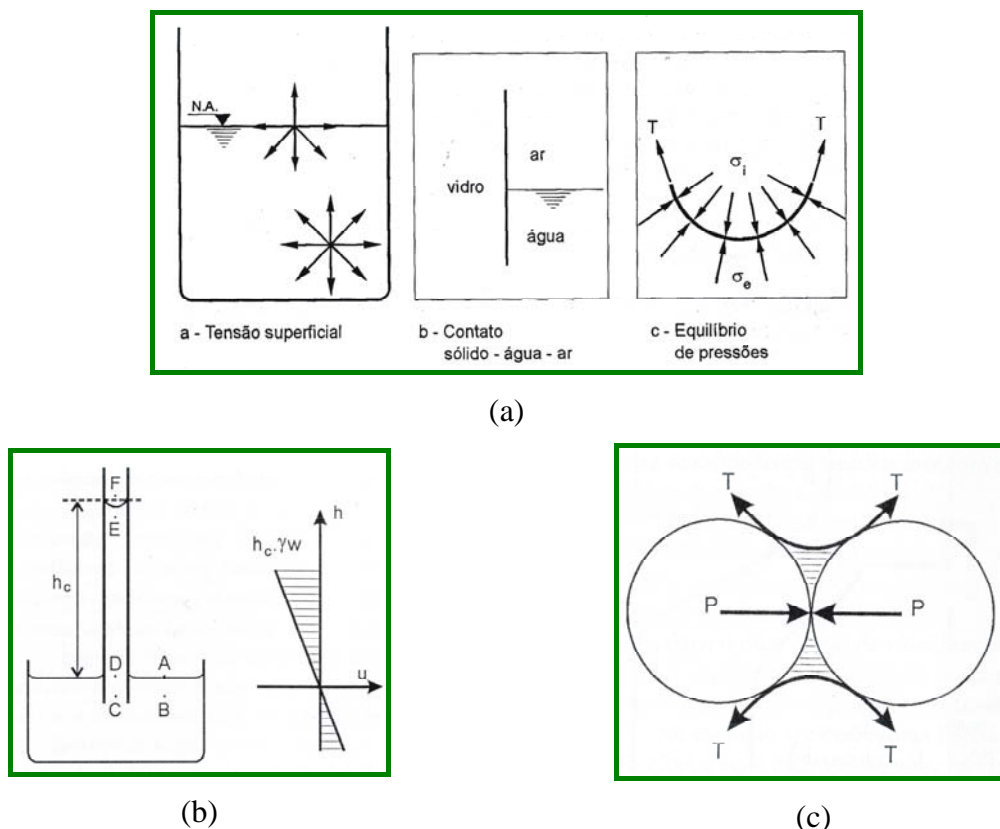 N.A.
ar
vidro
água
T T
σi
σe
a - Tensão superficial
b - Contato
sólido - água - ar
c - Equilíbrio
de pressões
(a)
F
E
hc
D A
C B
h
hc.γw
u
(b)
T T
P P
T T
(c)